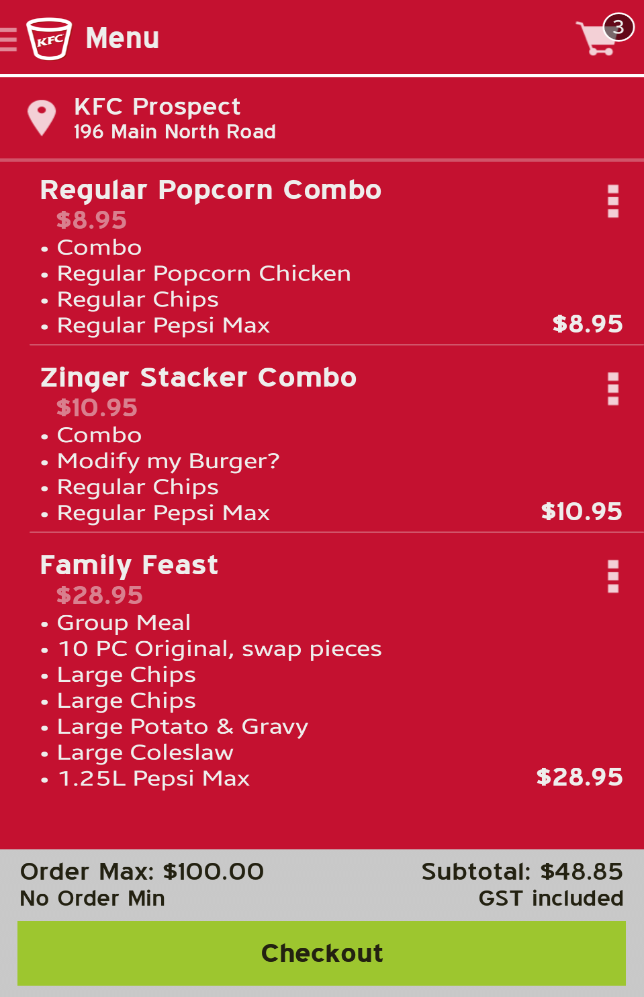 KFC Menu 3
KFC Prospect
196 Main North Road
Regular Popcorn Combo
$8.95
• Combo
• Regular Popcorn Chicken
• Regular Chips
• Regular Pepsi Max $8.95
Zinger Stacker Combo
$10.95
• Combo
• Modify my Burger?
• Regular Chips
• Regular Pepsi Max $10.95
Family Feast
$28.95
• Group Meal
• 10 PC Original, swap pieces
• Large Chips
• Large Chips
• Large Potato & Gravy
• Large Coleslaw
• 1.25L Pepsi Max $28.95
Order Max: $100.00 Subtotal: $48.85
No Order Min GST included
Checkout